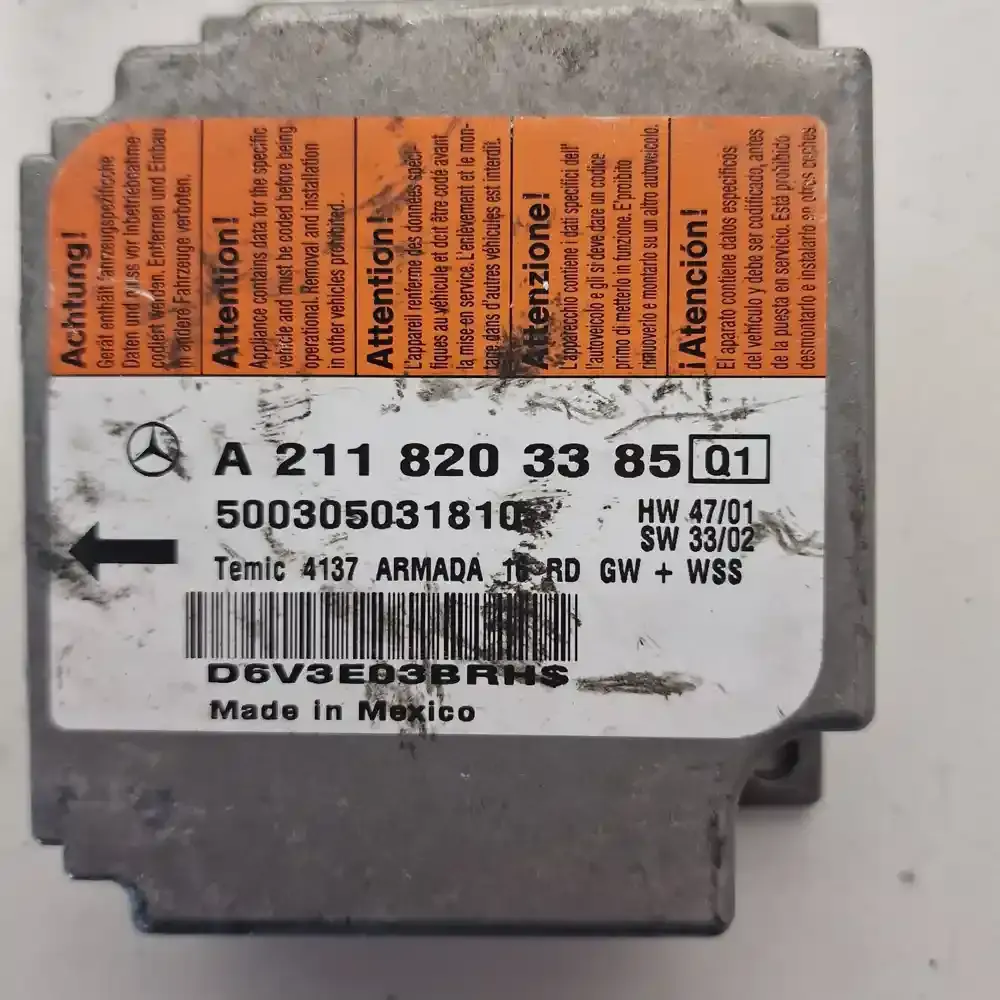 Achtung!
Gerät enthält fahrzeugspezifische
Daten und muss vor Inbetriebnahme
codiert werden. Entfernen und Einbau
in andere Fahrzeuge verboten.
Attention!
Appliance contains data for the specific
vehicle and must be coded before being
operational. Removal and installation
in other vehicles prohibited.
Attention!
L'appareil renferme des données spéci-
fiques au véhicule et doit être codé avant
la mise en service. L'enlèvement et le mon-
tage dans d'autres véhicules est interdit.
Attenzione!
L'apparecchio contiene i dati specifici dell'
autoveicolo e gli si deve dare un codice
primo di metterlo in funzione. E'proibito
rimuoverlo e montarlo su un altro autoveicolo.
¡Atención!
El aparato contiene datos específicos
del vehículo y debe ser codificado, antes
de la puesta en servicio. Está prohibido
desmontarlo e instalarlo en otros coches
A 211 820 33 85 Q1
500305031810
HW 47/01
SW 33/02
Temic 4137 ARMADA 16 RD GW + WSS
D6V3E03BRHS
Made in Mexico